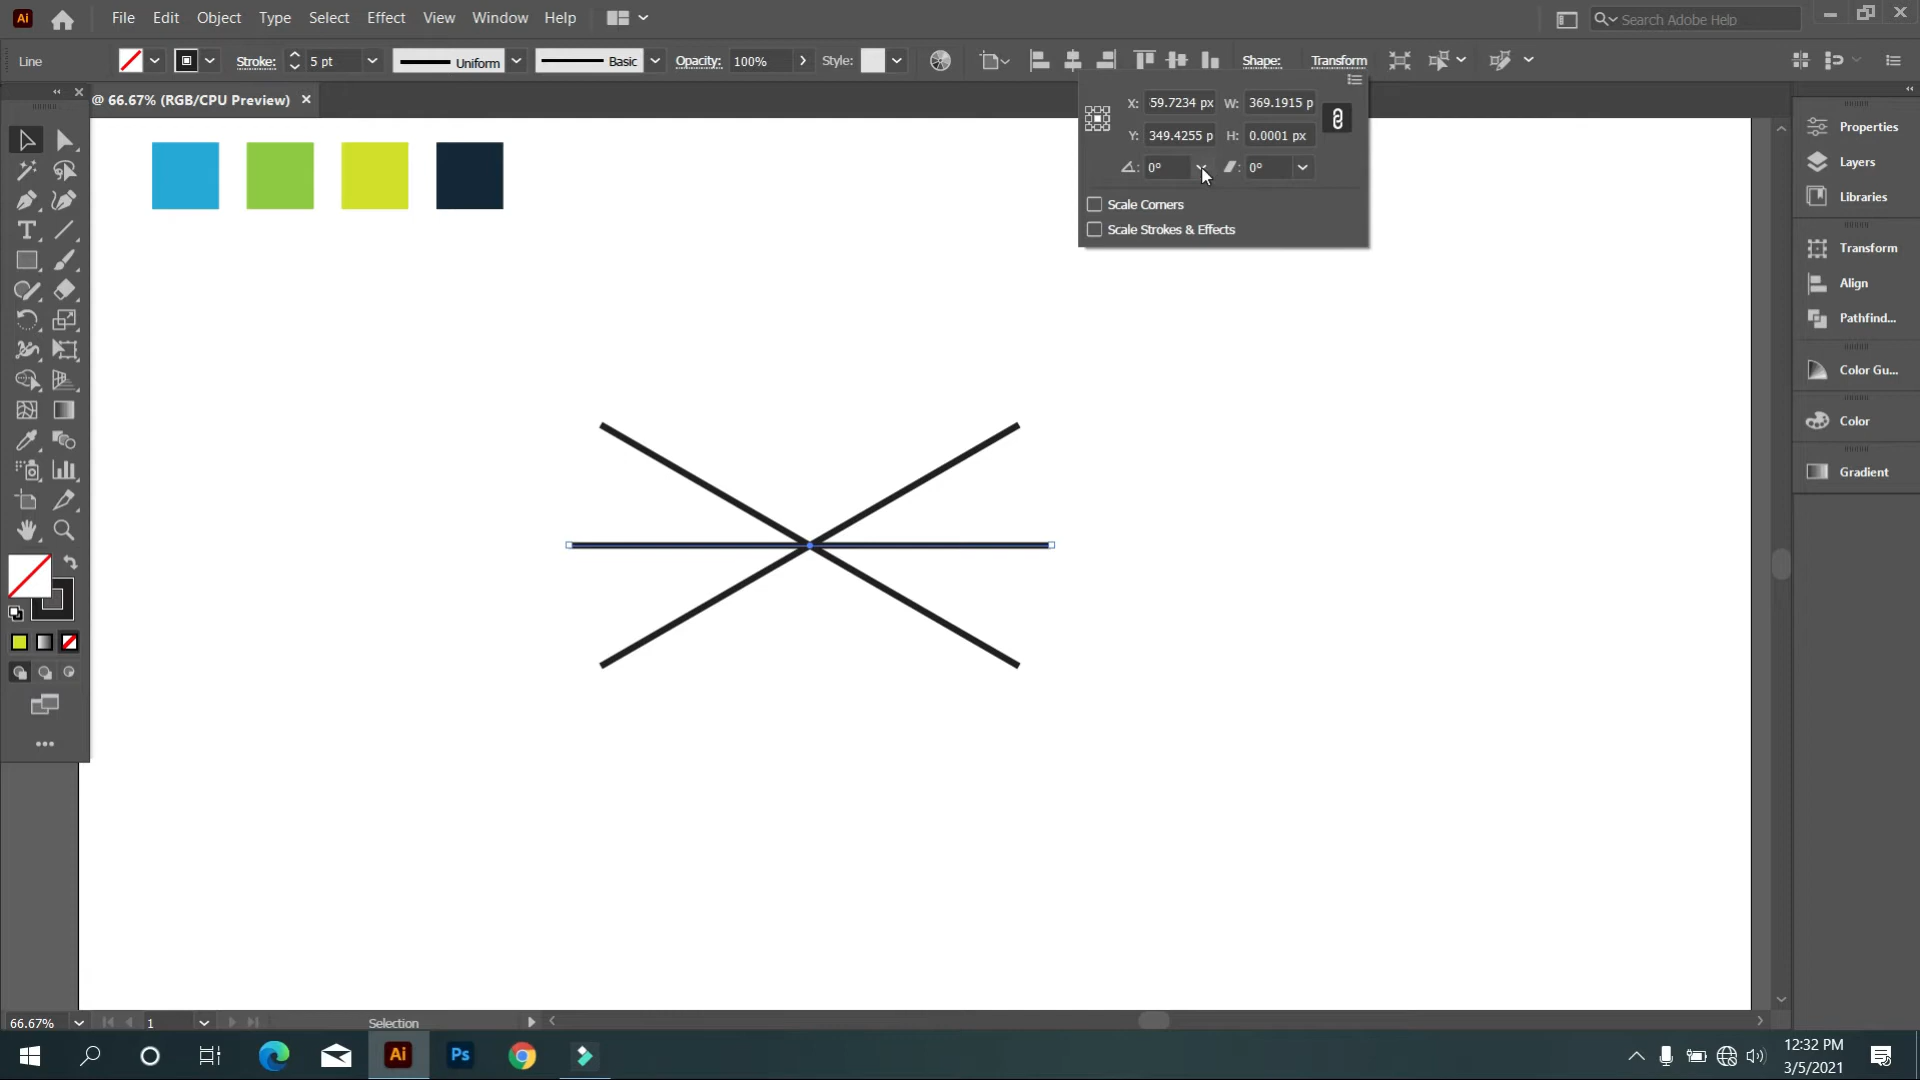 Ai File Edit Object Type Select Effect View Window Help Search Adobe Help
Line Stroke: 5 pt Uniform Basic Opacity: 100% Style: Shape: Transform
@ 66.67% (RGB/CPU Preview) ×
X: 59.7234 px W: 369.1915 p
Y: 349.4255 p H: 0.0001 px
0° 0°
Scale Corners
Scale Strokes & Effects
Properties
Layers
Libraries
Transform
Align
Pathfind...
Color Gu...
Color
Gradient
66.67% 1 Selection
Ai Ps
12:32 PM
3/5/2021